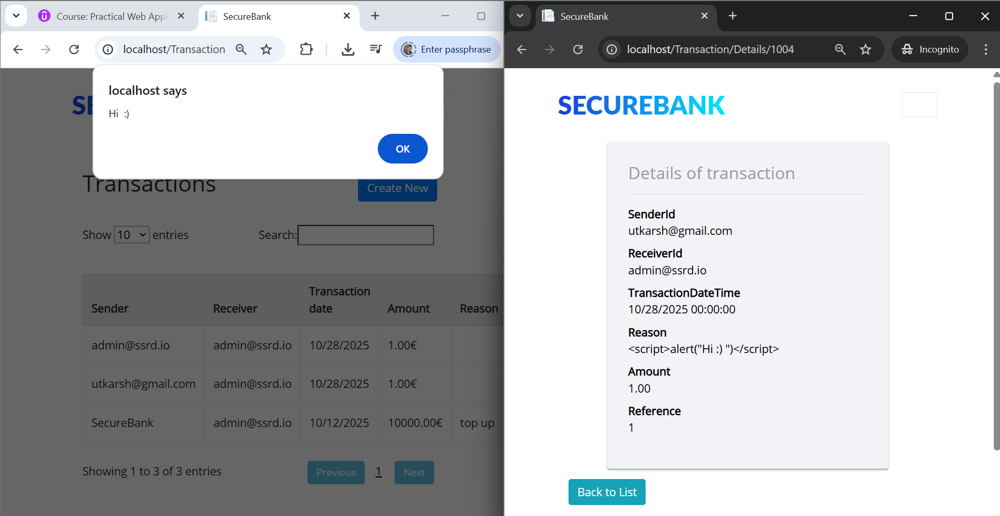 Course: Practical Web Appl
SecureBank
localhost/Transaction
Enter passphrase
localhost says
Hi  :)
OK
SE
Transactions
Create New
Show 10 entries
Search:
Sender Receiver Transaction date Amount Reason
admin@ssrd.io admin@ssrd.io 10/28/2025 1.00€
utkarsh@gmail.com admin@ssrd.io 10/28/2025 1.00€
SecureBank admin@ssrd.io 10/12/2025 10000.00€ top up
Showing 1 to 3 of 3 entries
Previous 1 Next
SecureBank
localhost/Transaction/Details/1004
Incognito
SECUREBANK
Details of transaction
SenderId
utkarsh@gmail.com
ReceiverId
admin@ssrd.io
TransactionDateTime
10/28/2025 00:00:00
Reason
<script>alert("Hi :) ")</script>
Amount
1.00
Reference
1
Back to List